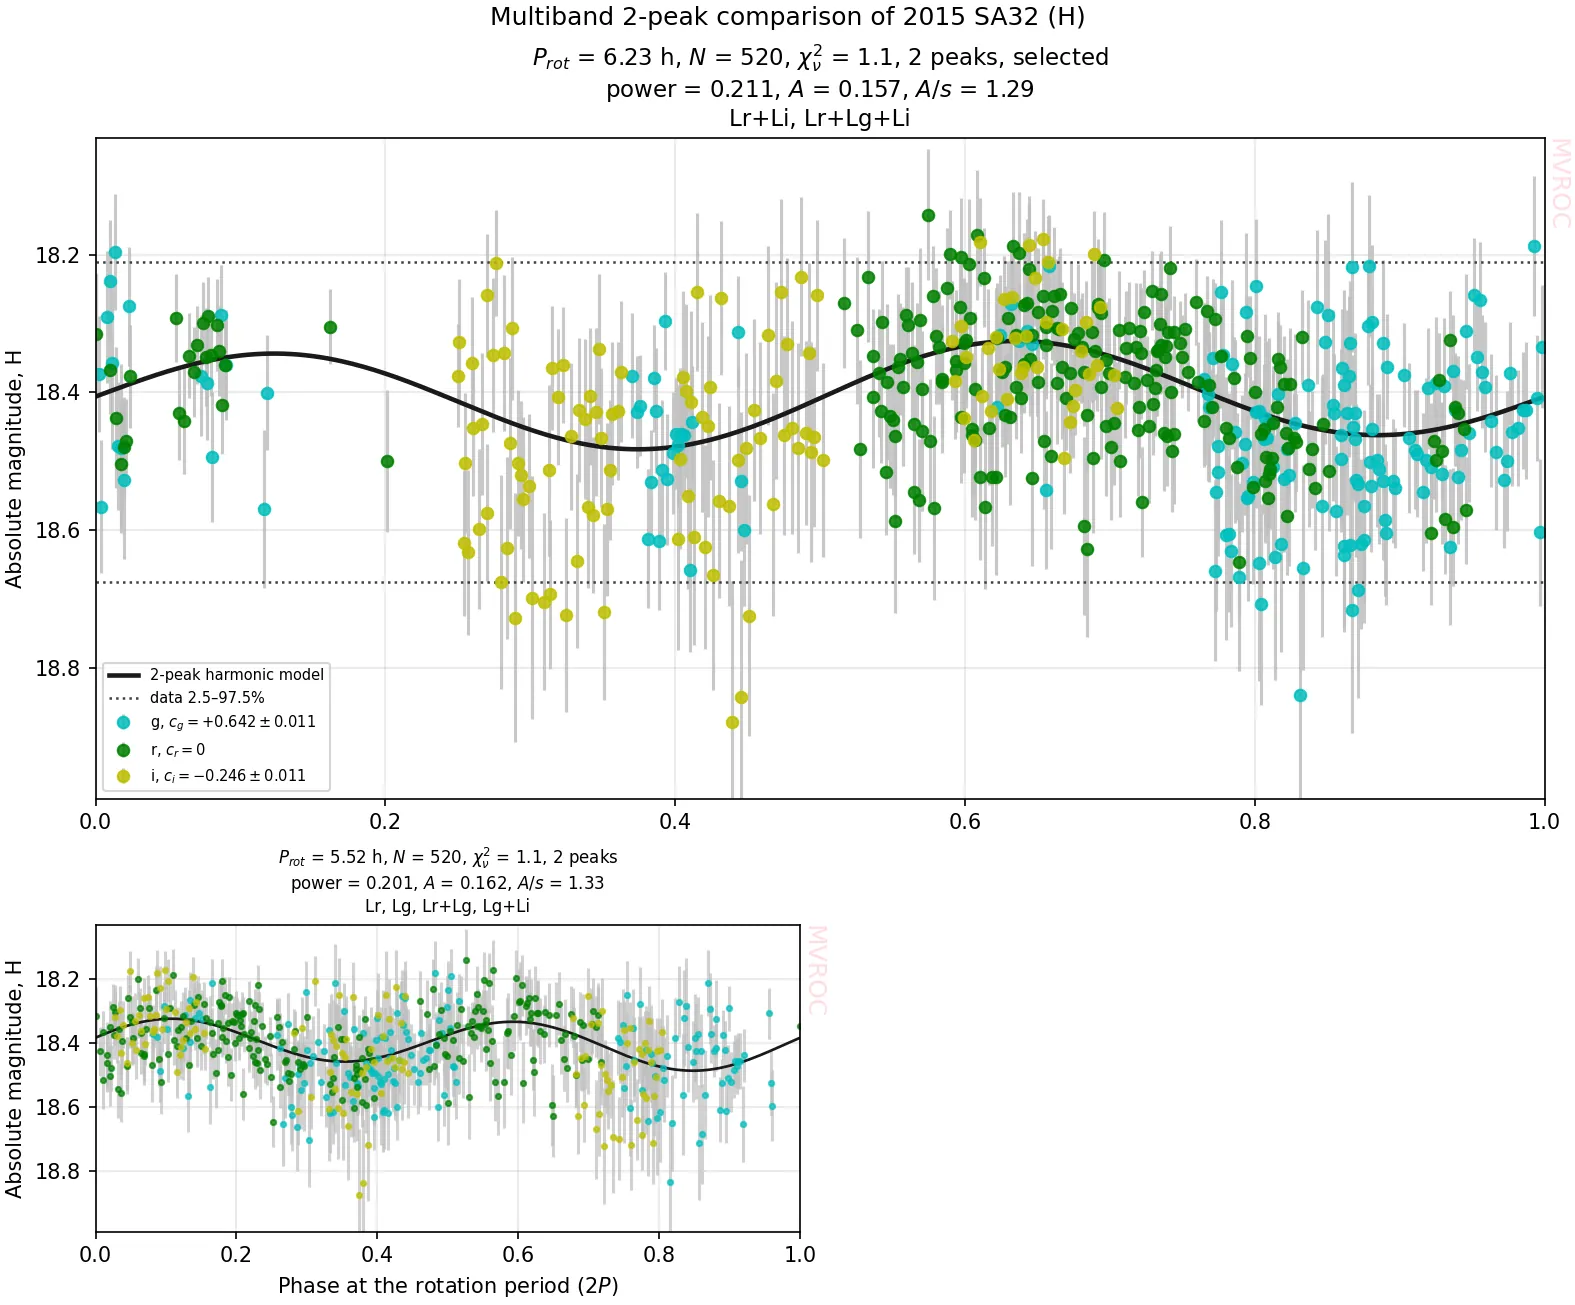 Multiband 2-peak comparison of 2015 SA32 (H)
P_rot = 6.23 h, N = 520, χ²_ν = 1.1, 2 peaks, selected
power = 0.211, A = 0.157, A/s = 1.29
Lr+Li, Lr+Lg+Li
MVROC
Absolute magnitude, H
18.2
18.4
18.6
18.8
2-peak harmonic model
data 2.5–97.5%
g, c_g = +0.642 ± 0.011
r, c_r = 0
i, c_i = −0.246 ± 0.011
0.0 0.2 0.4 0.6 0.8 1.0
P_rot = 5.52 h, N = 520, χ²_ν = 1.1, 2 peaks
power = 0.201, A = 0.162, A/s = 1.33
Lr, Lg, Lr+Lg, Lg+Li
MVROC
Absolute magnitude, H
18.2
18.4
18.6
18.8
0.0 0.2 0.4 0.6 0.8 1.0
Phase at the rotation period (2P)